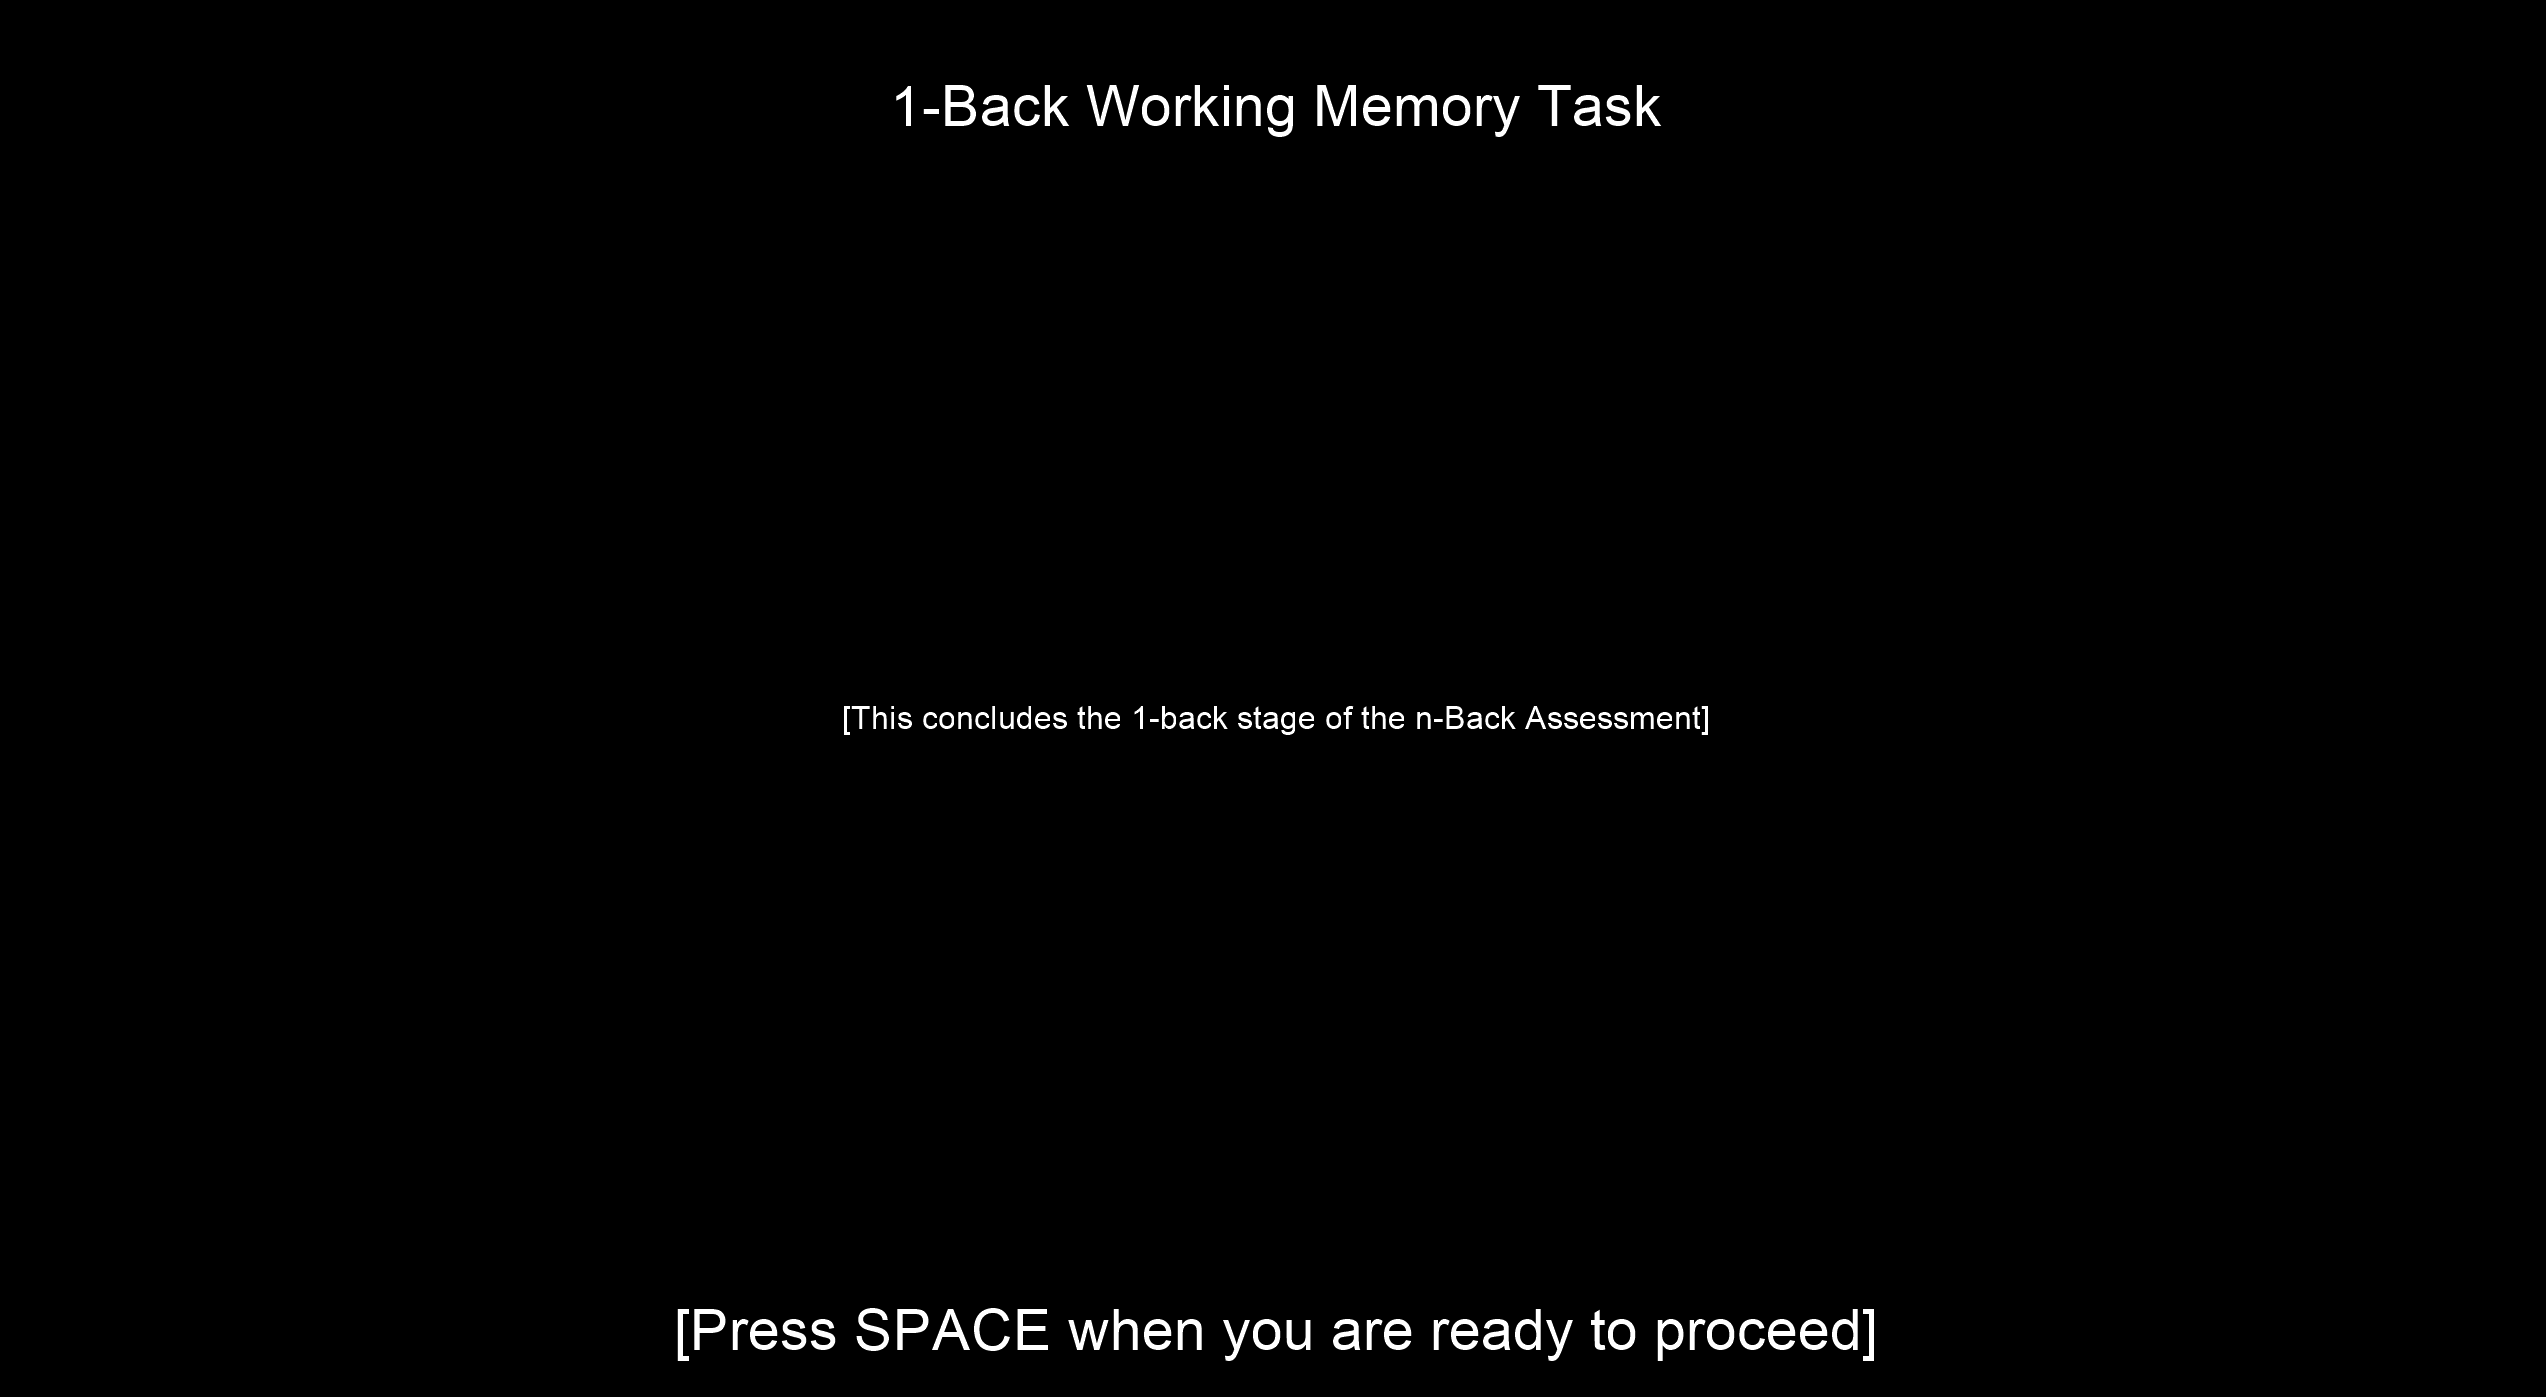 1-Back Working Memory Task
[This concludes the 1-back stage of the n-Back Assessment]
[Press SPACE when you are ready to proceed]